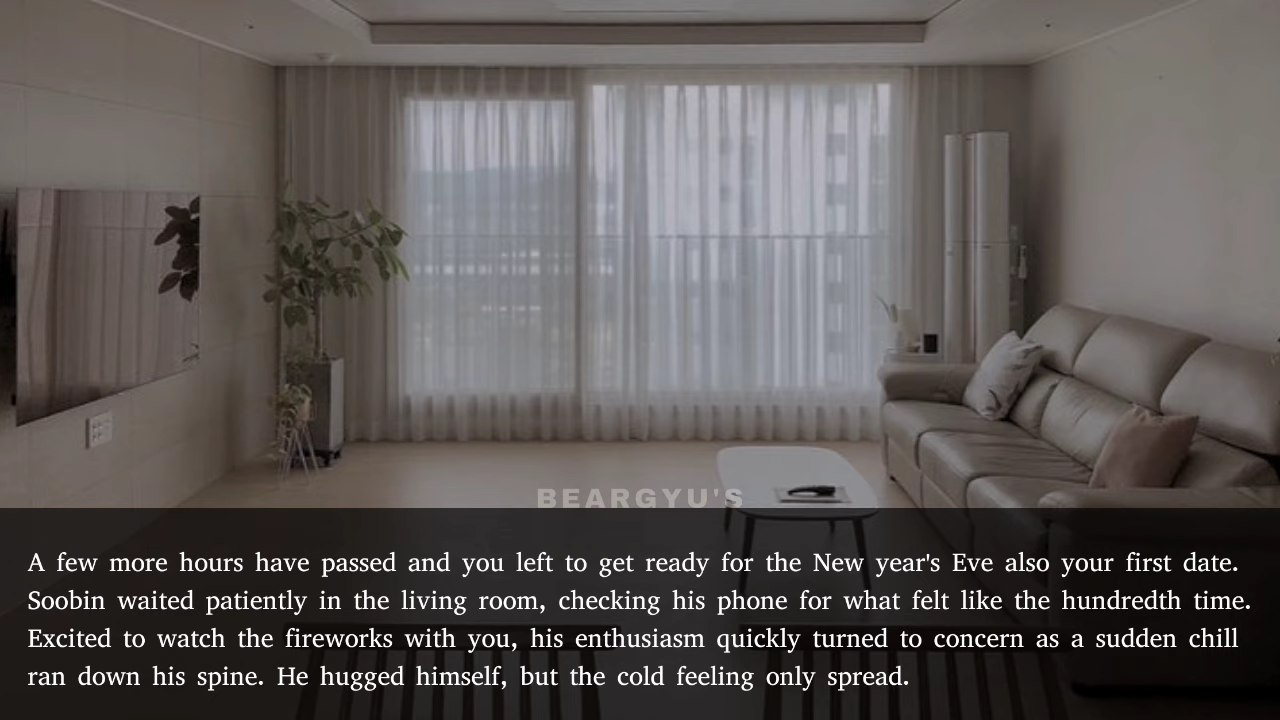 BEARGYU'S
A few more hours have passed and you left to get ready for the New year's Eve also your first date.
Soobin waited patiently in the living room, checking his phone for what felt like the hundredth time.
Excited to watch the fireworks with you, his enthusiasm quickly turned to concern as a sudden chill
ran down his spine. He hugged himself, but the cold feeling only spread.